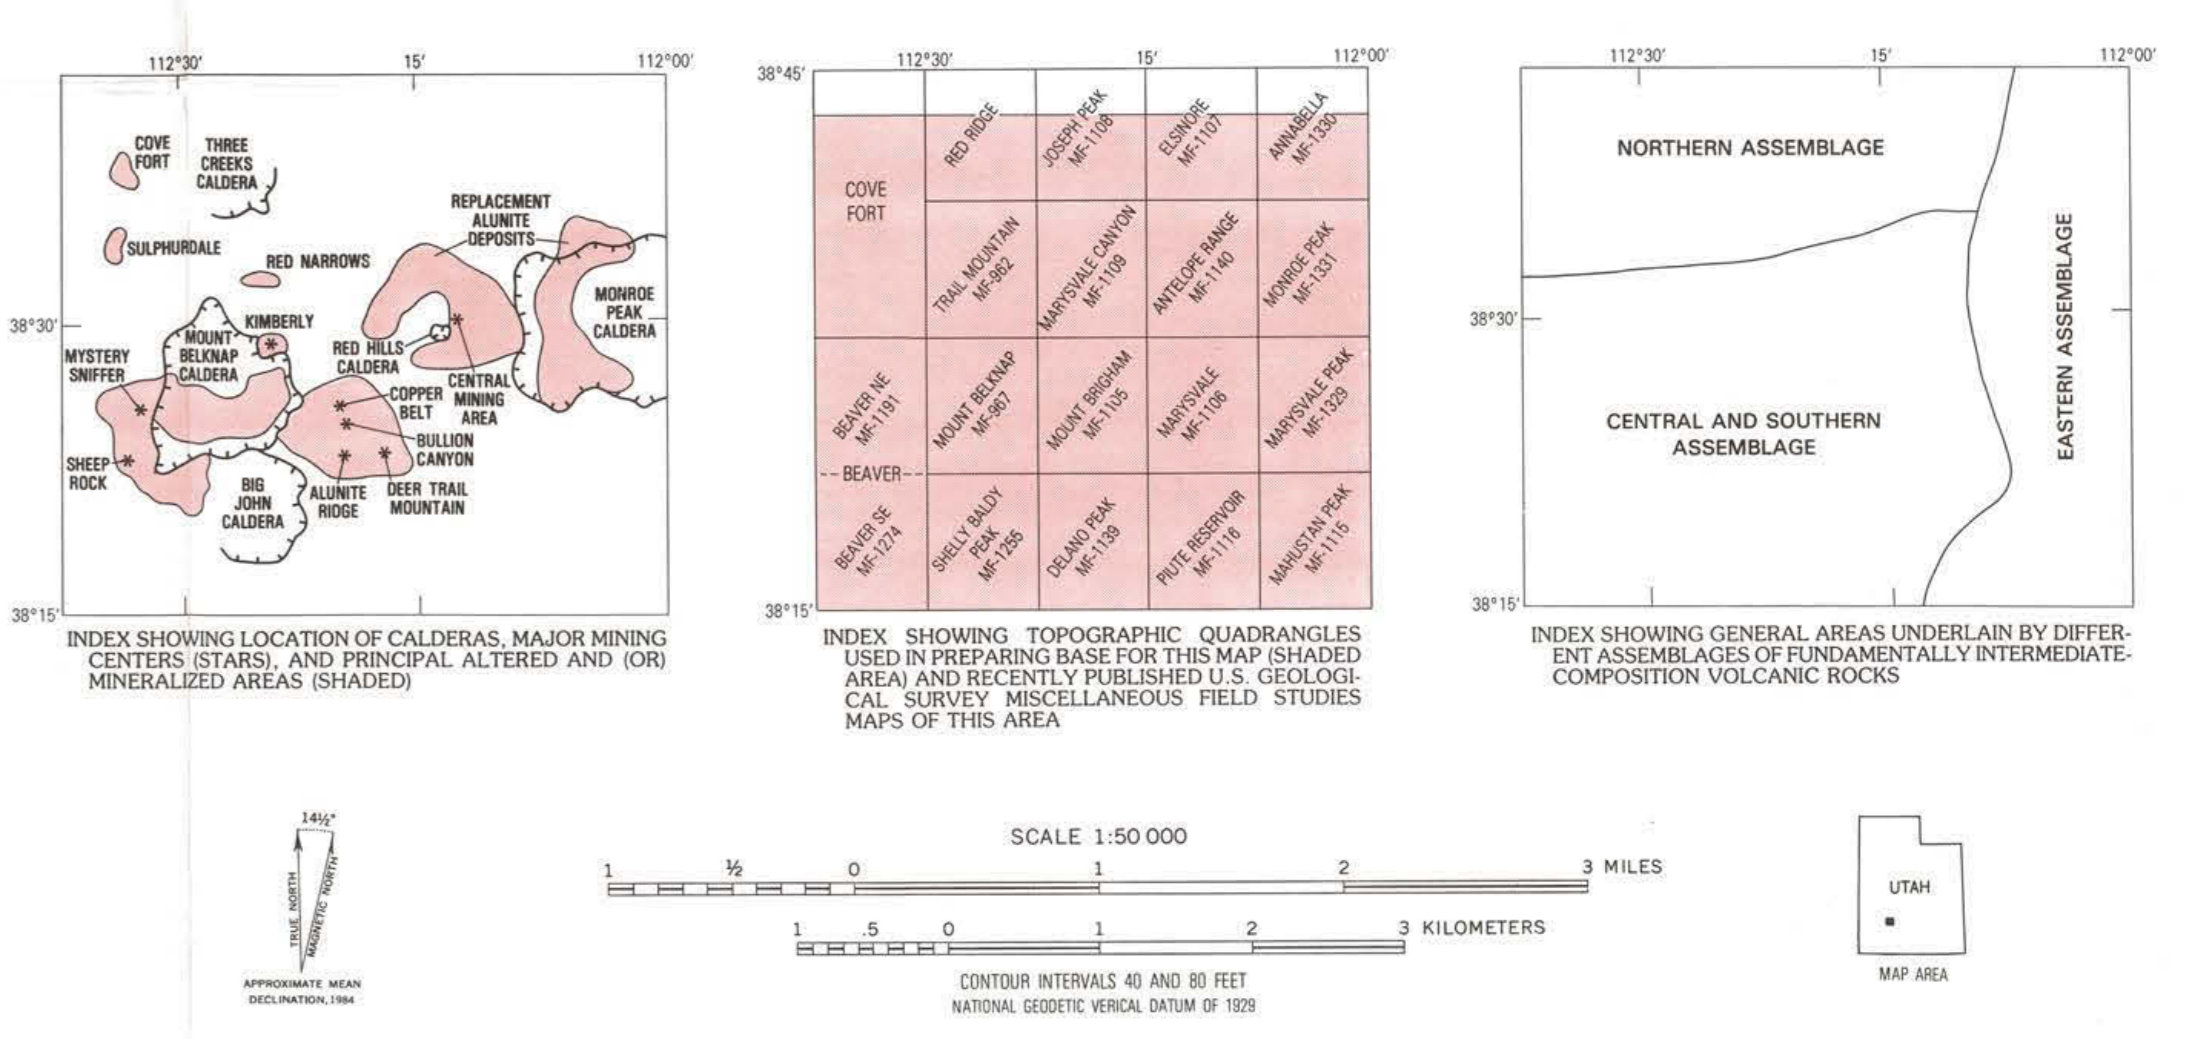 112°30′ 15′ 112°00′
COVE
FORT
THREE
CREEKS
CALDERA
REPLACEMENT
ALUNITE
DEPOSITS
SULPHURDALE
RED NARROWS
MONROE
PEAK
CALDERA
38°30′
KIMBERLY
MOUNT
BELKNAP
CALDERA
RED HILLS
CALDERA
MYSTERY
SNIFFER
CENTRAL
MINING
AREA
COPPER
BELT
BULLION
CANYON
SHEEP
ROCK
BIG
JOHN
CALDERA
ALUNITE
RIDGE
DEER TRAIL
MOUNTAIN
38°15′
INDEX SHOWING LOCATION OF CALDERAS, MAJOR MINING
CENTERS (STARS), AND PRINCIPAL ALTERED AND (OR)
MINERALIZED AREAS (SHADED)
112°30′ 15′ 112°00′
38°45′
RED RIDGE
JOSEPH PEAK
MF-1108
ELSINORE
MF-1107
ANNABELLA
MF-1330
COVE
FORT
TRAIL MOUNTAIN
MF-962
MARYSVALE CANYON
MF-1109
ANTELOPE RANGE
MF-1140
MONROE PEAK
MF-1331
BEAVER NE
MF-1191
MOUNT BELKNAP
MF-967
MOUNT BRIGHAM
MF-1105
MARYSVALE
MF-1106
MARYSVALE PEAK
MF-1329
--BEAVER--
BEAVER SE
MF-1274
SHELLY BALDY
PEAK
MF-1255
DELANO PEAK
MF-1139
PIUTE RESERVOIR
MF-1116
MAHUSTAN PEAK
MF-1115
38°15′
INDEX SHOWING TOPOGRAPHIC QUADRANGLES
USED IN PREPARING BASE FOR THIS MAP (SHADED
AREA) AND RECENTLY PUBLISHED U.S. GEOLOGI-
CAL SURVEY MISCELLANEOUS FIELD STUDIES
MAPS OF THIS AREA
112°30′ 15′ 112°00′
NORTHERN ASSEMBLAGE
EASTERN ASSEMBLAGE
38°30′
CENTRAL AND SOUTHERN
ASSEMBLAGE
38°15′
INDEX SHOWING GENERAL AREAS UNDERLAIN BY DIFFER-
ENT ASSEMBLAGES OF FUNDAMENTALLY INTERMEDIATE-
COMPOSITION VOLCANIC ROCKS
14½°
TRUE NORTH
MAGNETIC NORTH
APPROXIMATE MEAN
DECLINATION, 1984
SCALE 1:50 000
1 ½ 0 1 2 3 MILES
1 .5 0 1 2 3 KILOMETERS
CONTOUR INTERVALS 40 AND 80 FEET
NATIONAL GEODETIC VERICAL DATUM OF 1929
UTAH
MAP AREA